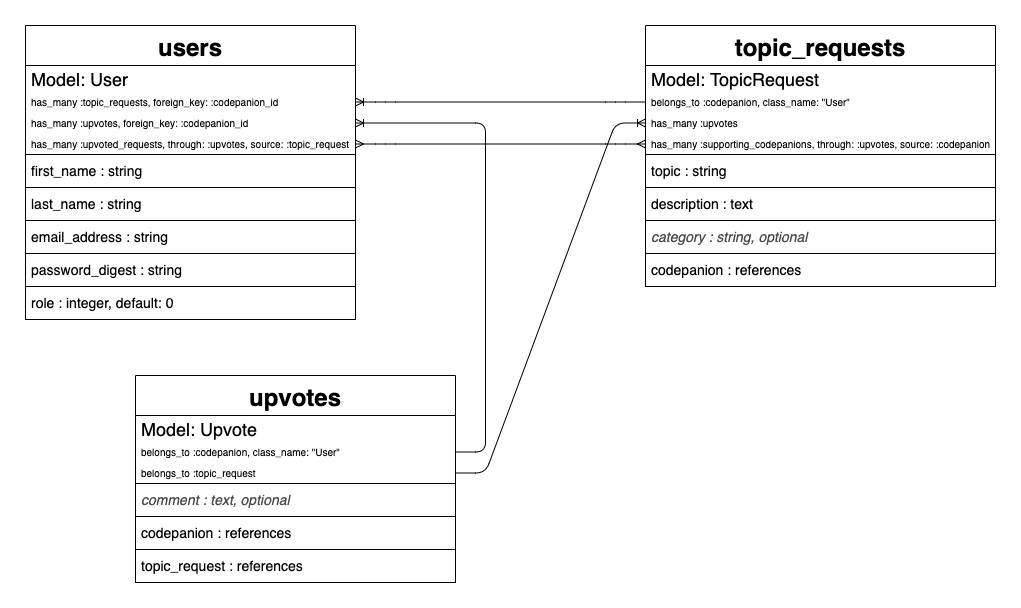 users
Model: User
has_many :topic_requests, foreign_key: :codepanion_id
has_many :upvotes, foreign_key: :codepanion_id
has_many :upvoted_requests, through: :upvotes, source: :topic_request
first_name : string
last_name : string
email_address : string
password_digest : string
role : integer, default: 0
topic_requests
Model: TopicRequest
belongs_to :codepanion, class_name: "User"
has_many :upvotes
has_many :supporting_codepanions, through: :upvotes, source: :codepanion
topic : string
description : text
category : string, optional
codepanion : references
upvotes
Model: Upvote
belongs_to :codepanion, class_name: "User"
belongs_to :topic_request
comment : text, optional
codepanion : references
topic_request : references